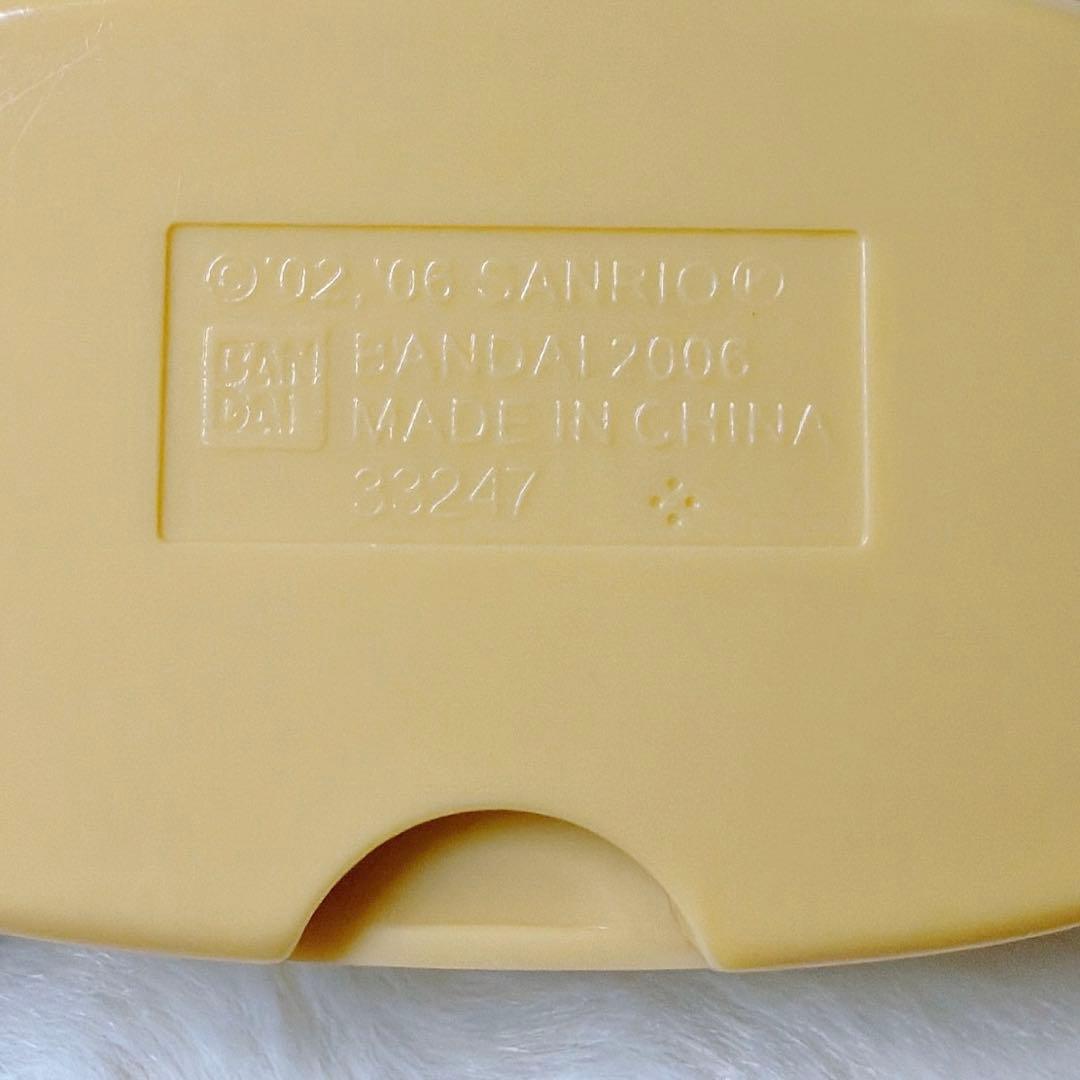 ©'02, '06 SANRIO Ⓛ
BAN
DAI
BANDAI 2006
MADE IN CHINA
33247